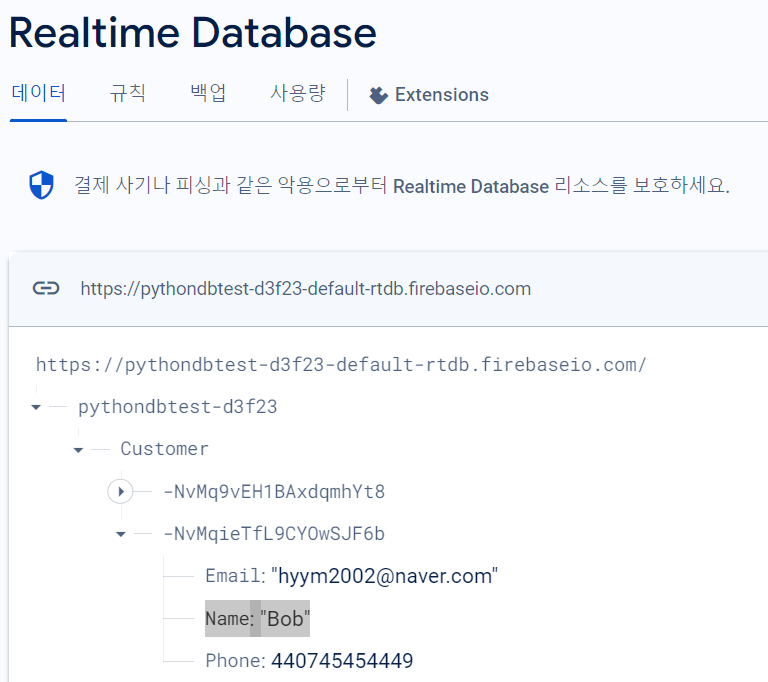 Realtime Database
데이터 규칙 백업 사용량 Extensions
결제 사기나 피싱과 같은 악용으로부터 Realtime Database 리소스를 보호하세요.
https://pythondbtest-d3f23-default-rtdb.firebaseio.com
https://pythondbtest-d3f23-default-rtdb.firebaseio.com/
pythondbtest-d3f23
Customer
-NvMq9vEH1BAxdqmhYt8
-NvMqieTfL9CYOwSJF6b
Email: "hyym2002@naver.com"
Name: "Bob"
Phone: 440745454449